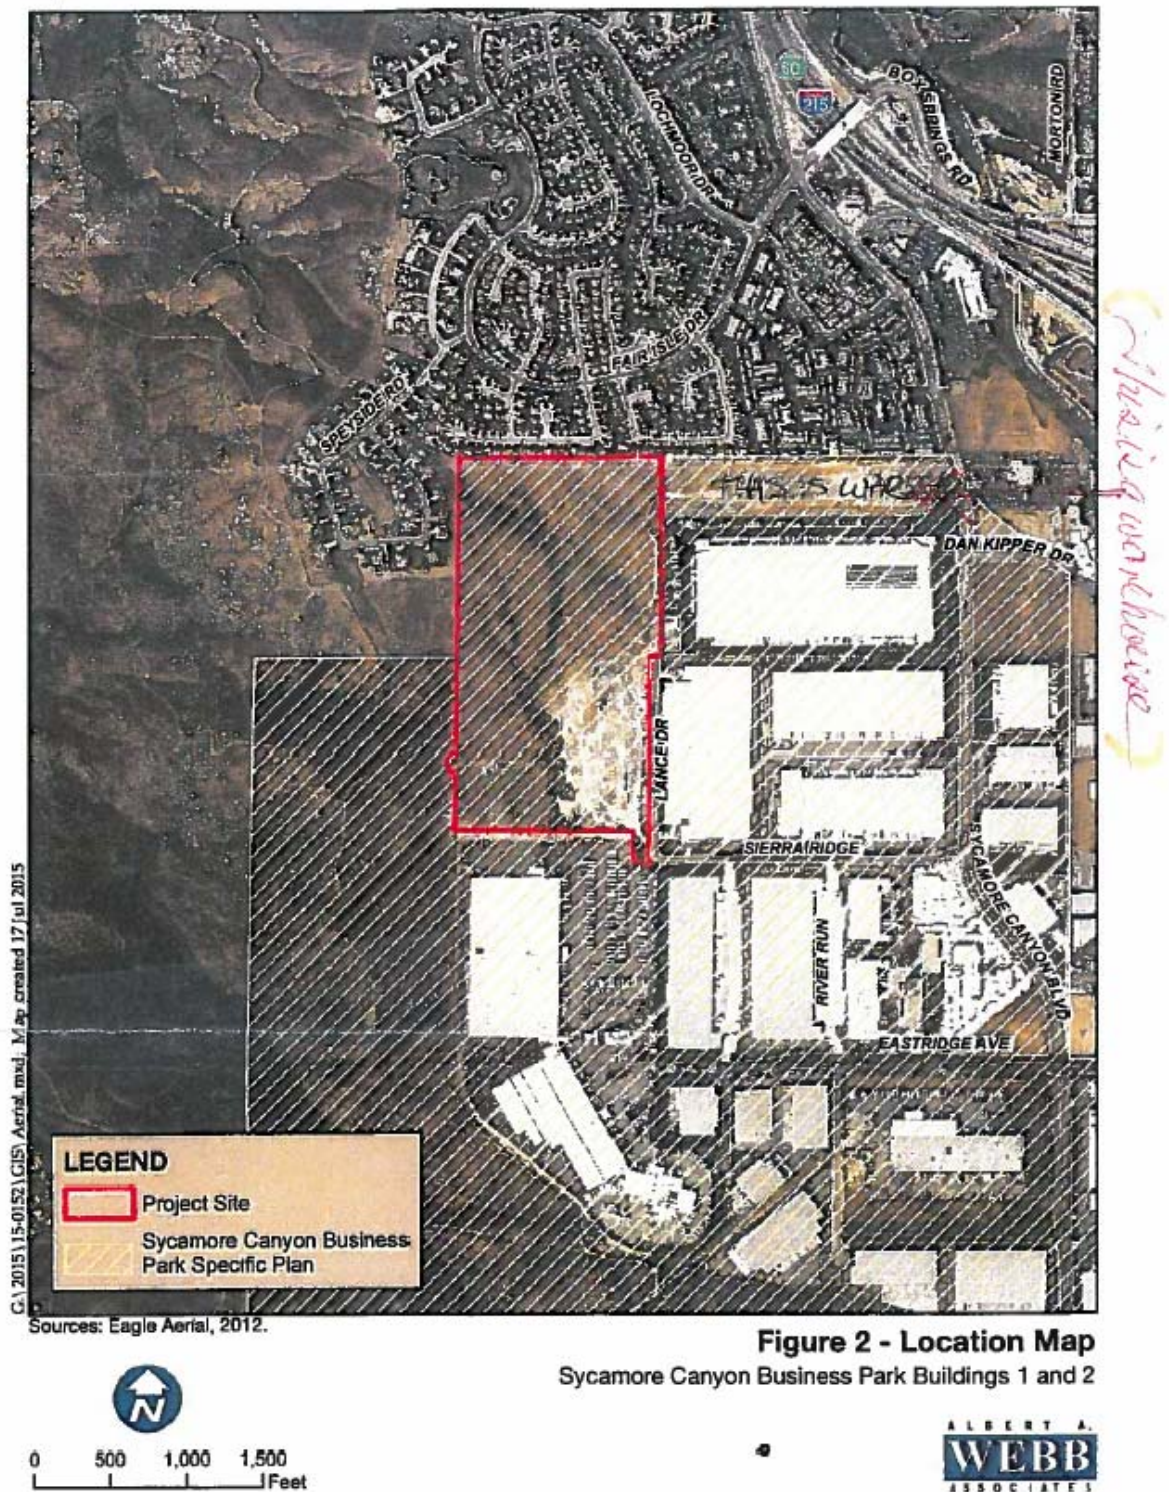 60
215
BOX SPRINGS RD
MORTON RD
LOCHMOOR DR
FAIR ISLE DR
SPEYSIDE RD
THIS IS WAREH
This is a warehouse
DAN KIPPER DR
LANCE DR
SIERRA RIDGE
SYCAMORE CANYON BLVD
RIVER RUN
EASTRIDGE AVE
G:\2015\15-0152\GIS\Aerial.mxd; Map created 17 Jul 2015
LEGEND
Project Site
Sycamore Canyon Business
Park Specific Plan
Sources: Eagle Aerial, 2012.
Figure 2 - Location Map
Sycamore Canyon Business Park Buildings 1 and 2
N
0 500 1,000 1,500
Feet
ALBERT A.
WEBB
ASSOCIATES